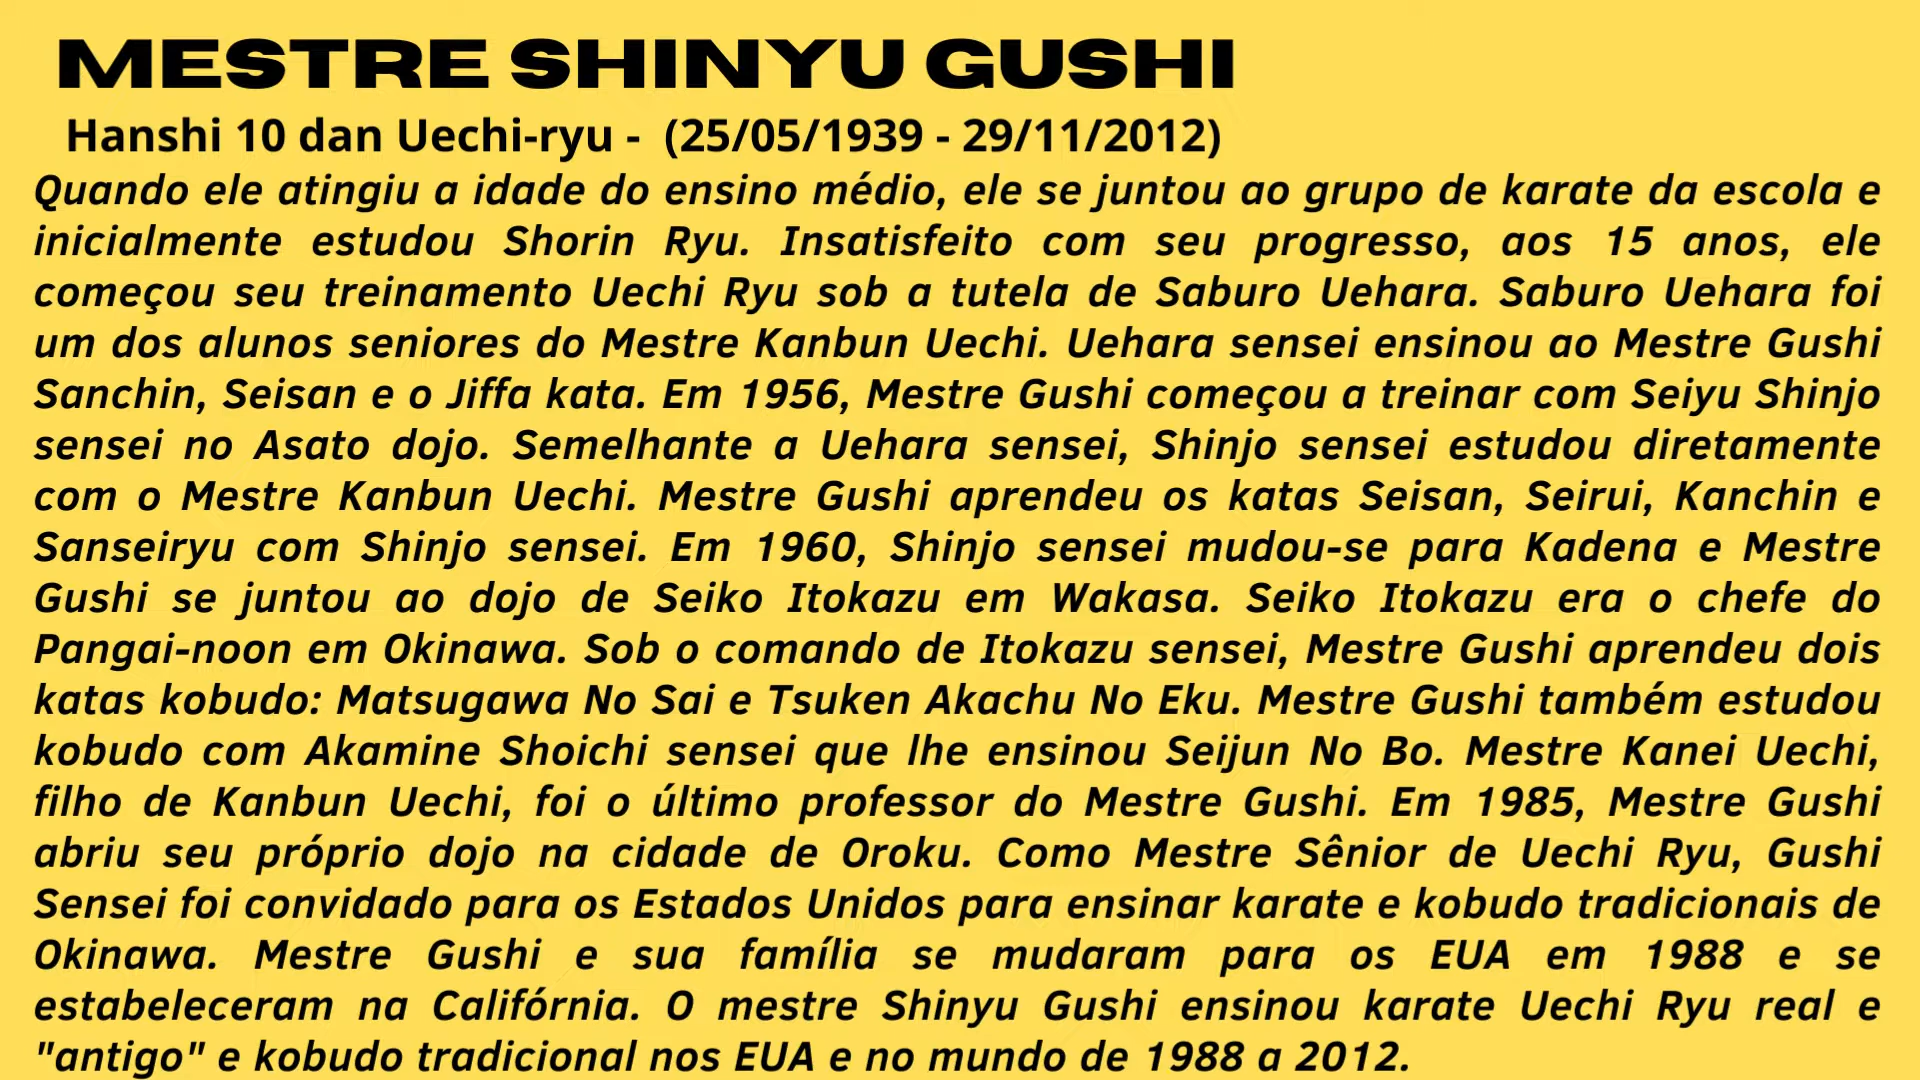 MESTRE SHINYU GUSHI
Hanshi 10 dan Uechi-ryu - (25/05/1939 - 29/11/2012)
Quando ele atingiu a idade do ensino médio, ele se juntou ao grupo de karate da escola e
inicialmente estudou Shorin Ryu. Insatisfeito com seu progresso, aos 15 anos, ele
começou seu treinamento Uechi Ryu sob a tutela de Saburo Uehara. Saburo Uehara foi
um dos alunos seniores do Mestre Kanbun Uechi. Uehara sensei ensinou ao Mestre Gushi
Sanchin, Seisan e o Jiffa kata. Em 1956, Mestre Gushi começou a treinar com Seiyu Shinjo
sensei no Asato dojo. Semelhante a Uehara sensei, Shinjo sensei estudou diretamente
com o Mestre Kanbun Uechi. Mestre Gushi aprendeu os katas Seisan, Seirui, Kanchin e
Sanseiryu com Shinjo sensei. Em 1960, Shinjo sensei mudou-se para Kadena e Mestre
Gushi se juntou ao dojo de Seiko Itokazu em Wakasa. Seiko Itokazu era o chefe do
Pangai-noon em Okinawa. Sob o comando de Itokazu sensei, Mestre Gushi aprendeu dois
katas kobudo: Matsugawa No Sai e Tsuken Akachu No Eku. Mestre Gushi também estudou
kobudo com Akamine Shoichi sensei que lhe ensinou Seijun No Bo. Mestre Kanei Uechi,
filho de Kanbun Uechi, foi o último professor do Mestre Gushi. Em 1985, Mestre Gushi
abriu seu próprio dojo na cidade de Oroku. Como Mestre Sênior de Uechi Ryu, Gushi
Sensei foi convidado para os Estados Unidos para ensinar karate e kobudo tradicionais de
Okinawa. Mestre Gushi e sua família se mudaram para os EUA em 1988 e se
estabeleceram na Califórnia. O mestre Shinyu Gushi ensinou karate Uechi Ryu real e
"antigo" e kobudo tradicional nos EUA e no mundo de 1988 a 2012.